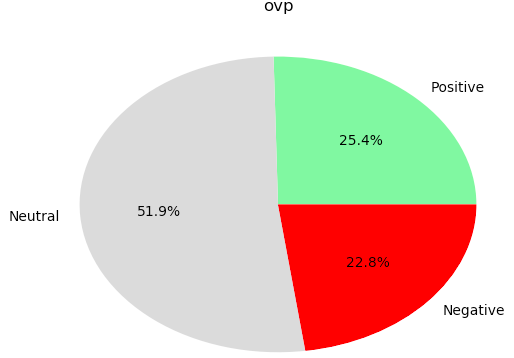 ovp
Positive
25.4%
Neutral
51.9%
22.8%
Negative